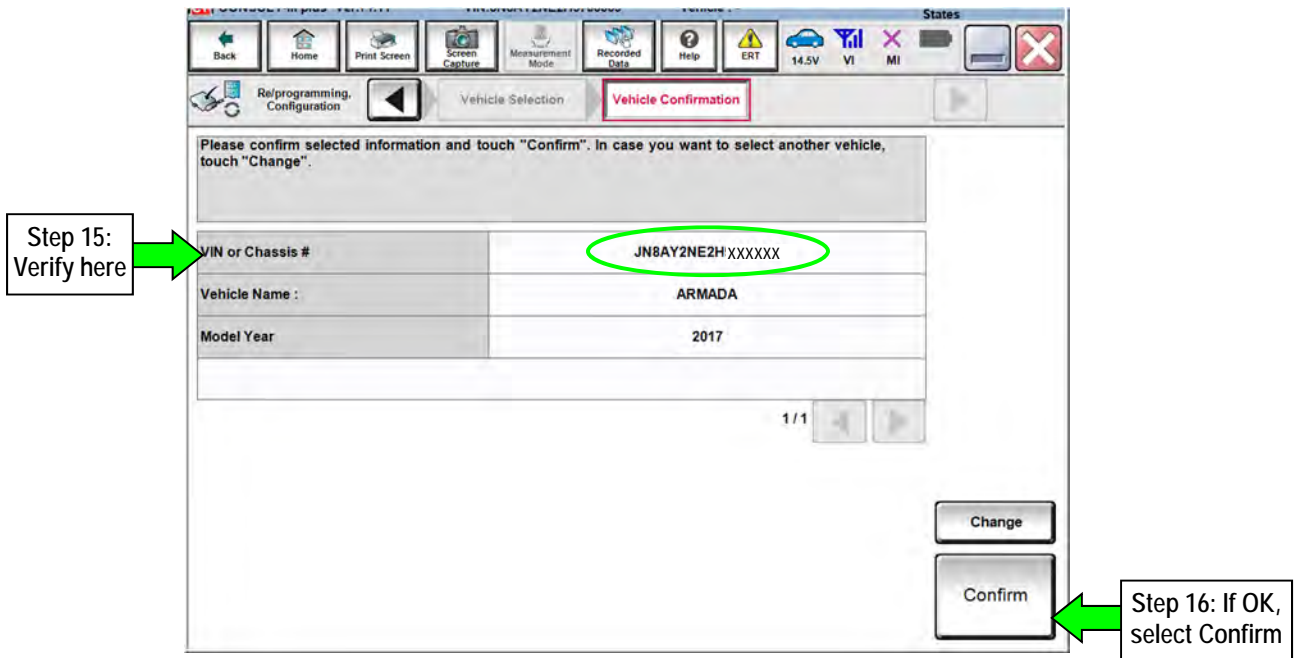 States
Back
Home
Print Screen
Screen Capture
Measurement Mode
Recorded Data
Help
ERT
14.5V
VI
MI
Re/programming, Configuration
Vehicle Selection
Vehicle Confirmation
Please confirm selected information and touch "Confirm". In case you want to select another vehicle,
touch "Change".
Step 15:
Verify here
VIN or Chassis #
JN8AY2NE2H XXXXXX
Vehicle Name :
ARMADA
Model Year
2017
1/1
Change
Confirm
Step 16: If OK,
select Confirm